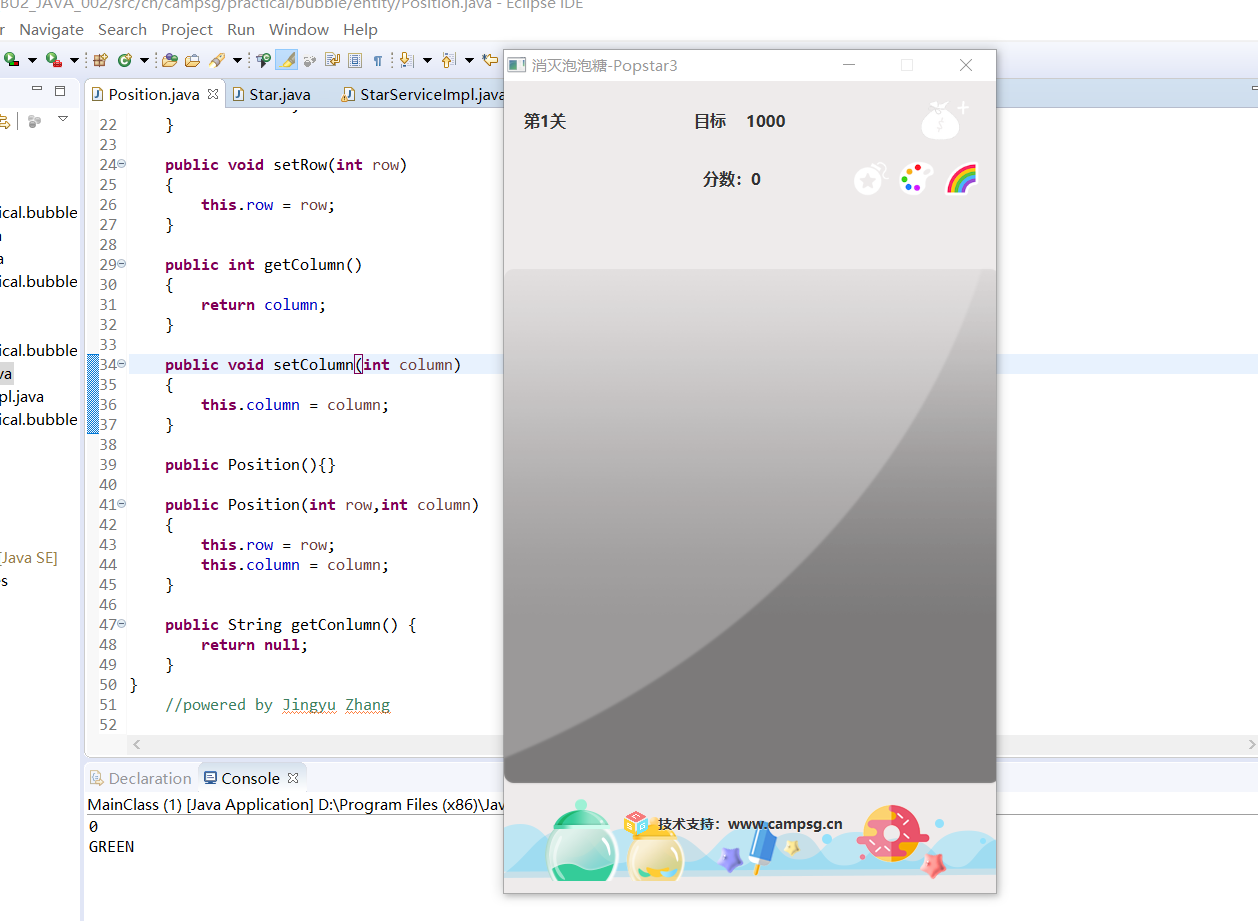 BU2_JAVA_002/src/cn/campsg/practical/bubble/entity/Position.java - Eclipse IDE
r Navigate Search Project Run Window Help
Position.java Star.java StarServiceImpl.java
22 }
23
24 public void setRow(int row)
25 {
26 this.row = row;
27 }
28
29 public int getColumn()
30 {
31 return column;
32 }
33
34 public void setColumn(int column)
35 {
36 this.column = column;
37 }
38
39 public Position(){}
40
41 public Position(int row,int column)
42 {
43 this.row = row;
44 this.column = column;
45 }
46
47 public String getConlumn() {
48 return null;
49 }
50 }
51 //powered by Jingyu Zhang
52
ical.bubble
a
ical.bubble
ical.bubble
va
pl.java
ical.bubble
[Java SE]
es
Declaration Console
MainClass (1) [Java Application] D:\Program Files (x86)\Jav
0
GREEN
消灭泡泡糖-Popstar3
第1关 目标 1000
分数: 0
技术支持: www.campsg.cn